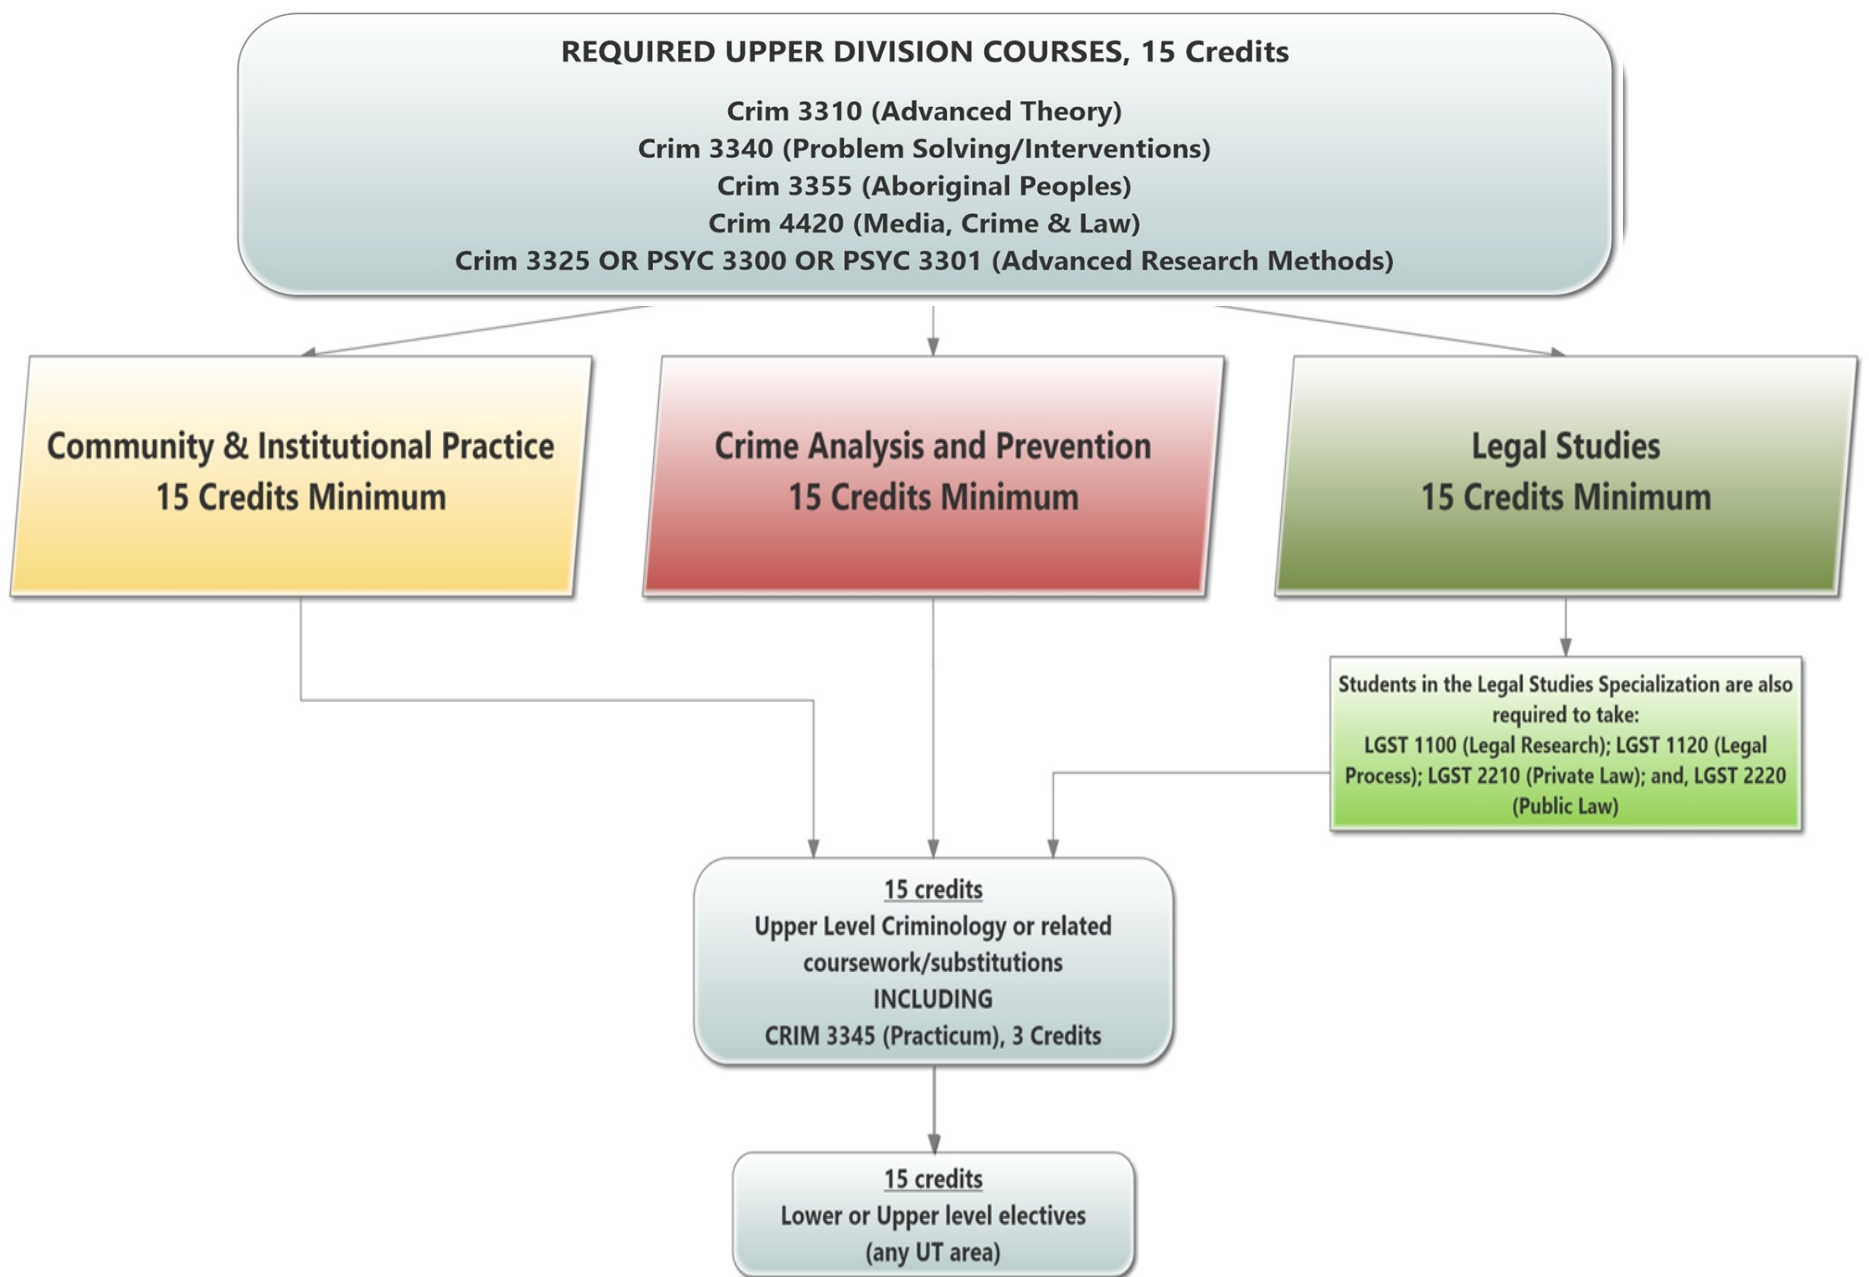 REQUIRED UPPER DIVISION COURSES, 15 Credits
Crim 3310 (Advanced Theory)
Crim 3340 (Problem Solving/Interventions)
Crim 3355 (Aboriginal Peoples)
Crim 4420 (Media, Crime & Law)
Crim 3325 OR PSYC 3300 OR PSYC 3301 (Advanced Research Methods)
Community & Institutional Practice
15 Credits Minimum
Crime Analysis and Prevention
15 Credits Minimum
Legal Studies
15 Credits Minimum
Students in the Legal Studies Specialization are also
required to take:
LGST 1100 (Legal Research); LGST 1120 (Legal
Process); LGST 2210 (Private Law); and, LGST 2220
(Public Law)
15 credits
Upper Level Criminology or related
coursework/substitutions
INCLUDING
CRIM 3345 (Practicum), 3 Credits
15 credits
Lower or Upper level electives
(any UT area)